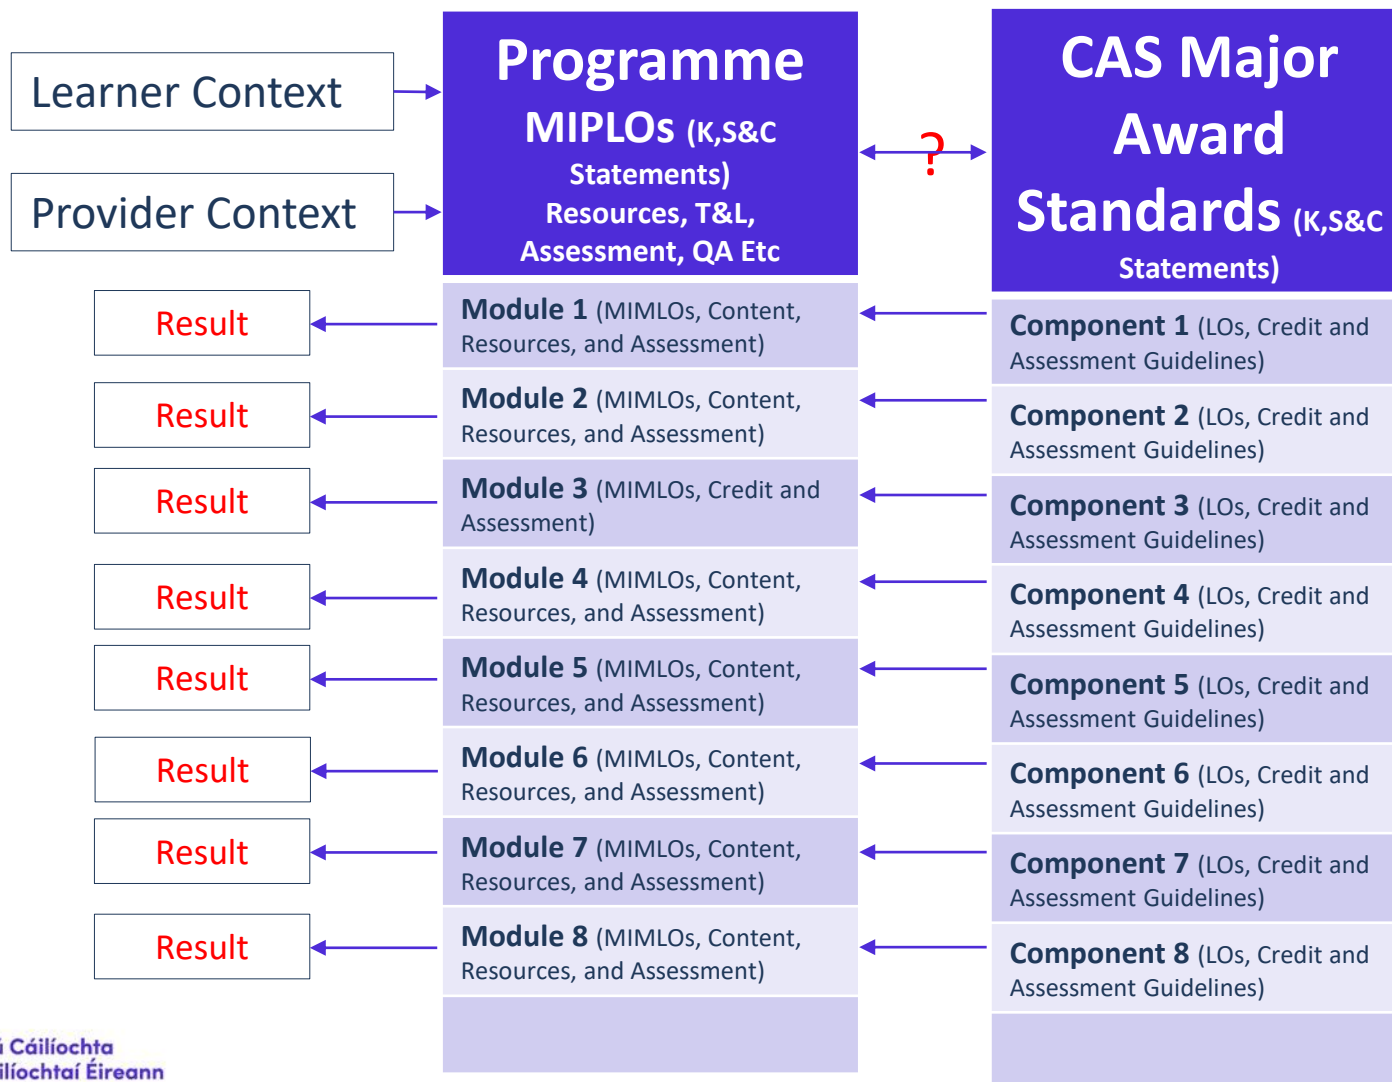 Learner Context
Provider Context
Programme
MIPLOs (K,S&C
Statements)
Resources, T&L,
Assessment, QA Etc
?
CAS Major
Award
Standards (K,S&C
Statements)
Result
Module 1 (MIMLOs, Content,
Resources, and Assessment)
Component 1 (LOs, Credit and
Assessment Guidelines)
Result
Module 2 (MIMLOs, Content,
Resources, and Assessment)
Component 2 (LOs, Credit and
Assessment Guidelines)
Result
Module 3 (MIMLOs, Credit and
Assessment)
Component 3 (LOs, Credit and
Assessment Guidelines)
Result
Module 4 (MIMLOs, Content,
Resources, and Assessment)
Component 4 (LOs, Credit and
Assessment Guidelines)
Result
Module 5 (MIMLOs, Content,
Resources, and Assessment)
Component 5 (LOs, Credit and
Assessment Guidelines)
Result
Module 6 (MIMLOs, Content,
Resources, and Assessment)
Component 6 (LOs, Credit and
Assessment Guidelines)
Result
Module 7 (MIMLOs, Content,
Resources, and Assessment)
Component 7 (LOs, Credit and
Assessment Guidelines)
Result
Module 8 (MIMLOs, Content,
Resources, and Assessment)
Component 8 (LOs, Credit and
Assessment Guidelines)
Cáilíochta
ilíochtaí Éireann